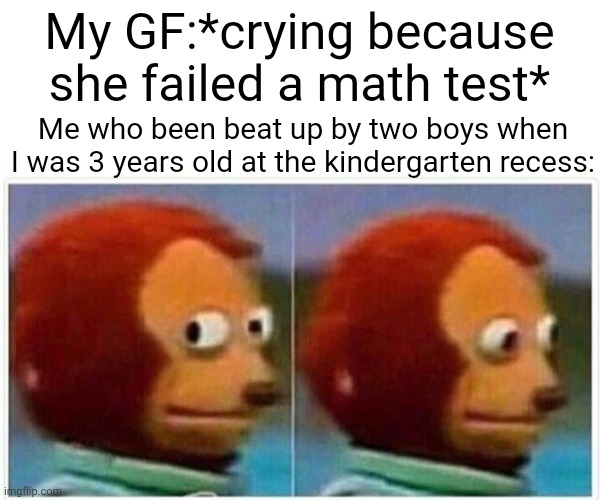 My GF:*crying because
she failed a math test*
Me who been beat up by two boys when
I was 3 years old at the kindergarten recess:
imgflip.com